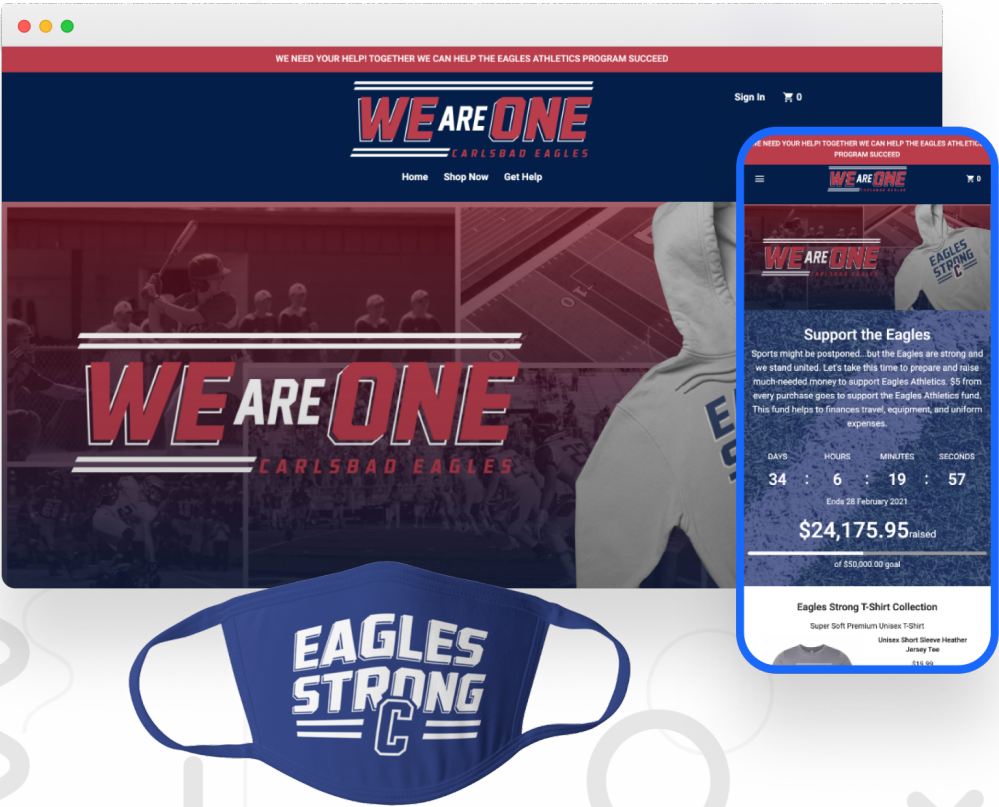 WE NEED YOUR HELP! TOGETHER WE CAN HELP THE EAGLES ATHLETICS PROGRAM SUCCEED
WE ARE ONE
CARLSBAD EAGLES
Sign In
0
Home Shop Now Get Help
WE ARE ONE
CARLSBAD EAGLES
NEED YOUR HELP! TOGETHER WE CAN HELP THE EAGLES ATHLETICS
PROGRAM SUCCEED
WE ARE ONE
CARLSBAD EAGLES
0
WE ARE ONE
CARLSBAD EAGLES
EAGLES
STRONG
C
Support the Eagles
Sports might be postponed...but the Eagles are strong and
we stand united. Let's take this time to prepare and raise
much-needed money to support Eagles Athletics. $5 from
every purchase goes to support the Eagles Athletics fund.
This fund helps to finances travel, equipment, and uniform
expenses.
DAYS HOURS MINUTES SECONDS
34 : 6 : 19 : 57
Ends 28 February 2021
$24,175.95raised
of $50,000.00 goal
Eagles Strong T-Shirt Collection
Super Soft Premium Unisex T-Shirt
Unisex Short Sleeve Heather
Jersey Tee
$19.99
EAGLES
STRONG
C